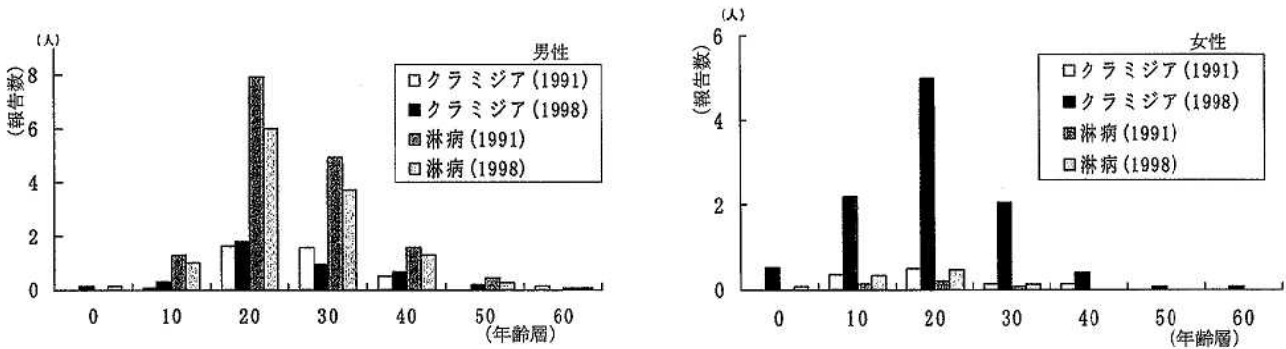 (人)
(報告数)
8
6
4
2
0
男性
クラミジア(1991)
クラミジア(1998)
淋病(1991)
淋病(1998)
0 10 20 30 40 50 60
(年齢層)
(人)
(報告数)
6
4
2
0
女性
クラミジア(1991)
クラミジア(1998)
淋病(1991)
淋病(1998)
0 10 20 30 40 50 60
(年齢層)